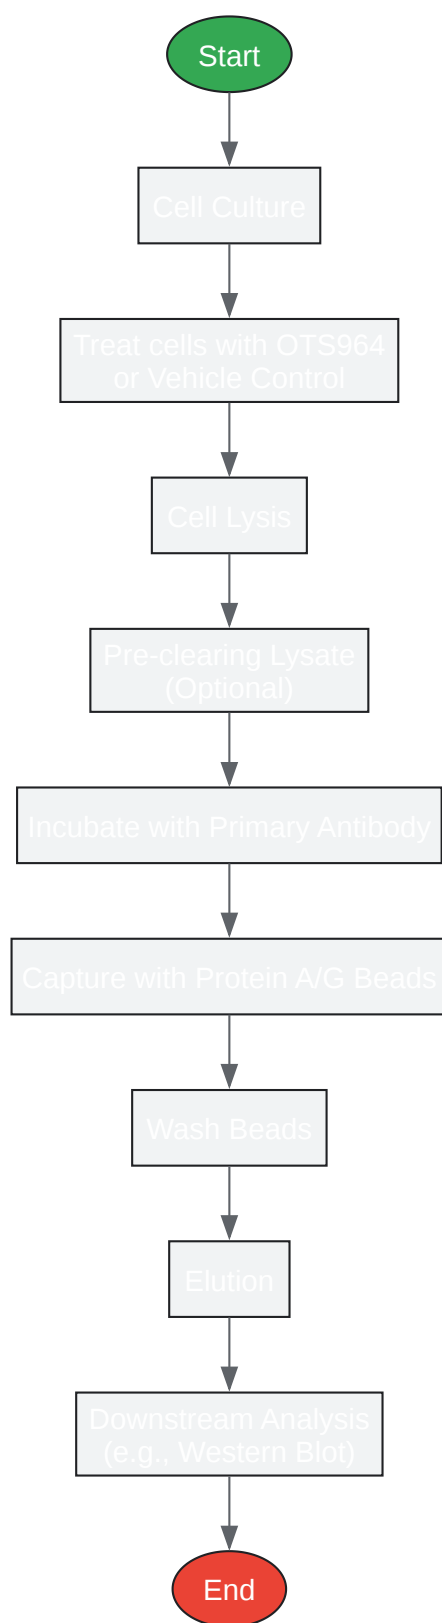 Start
Cell Culture
Treat cells with OTS964
or Vehicle Control
Cell Lysis
Pre-clearing Lysate
(Optional)
Incubate with Primary Antibody
Capture with Protein A/G Beads
Wash Beads
Elution
Downstream Analysis
(e.g., Western Blot)
End